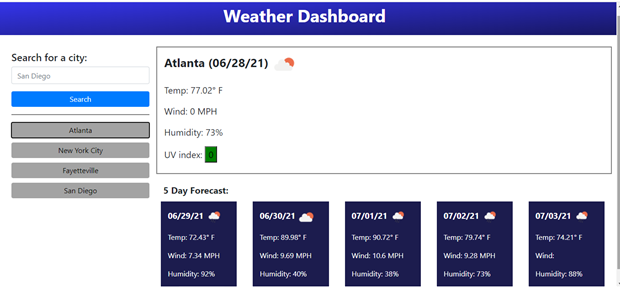 Weather Dashboard
Search for a city:
San Diego
Search
Atlanta
New York City
Fayetteville
San Diego
Atlanta (06/28/21)
Temp: 77.02° F
Wind: 0 MPH
Humidity: 73%
UV index: 0
5 Day Forecast:
06/29/21
Temp: 72.43° F
Wind: 7.34 MPH
Humidity: 92%
06/30/21
Temp: 89.98° F
Wind: 9.69 MPH
Humidity: 40%
07/01/21
Temp: 90.72° F
Wind: 10.6 MPH
Humidity: 38%
07/02/21
Temp: 79.74° F
Wind: 9.28 MPH
Humidity: 73%
07/03/21
Temp: 74.21° F
Wind:
Humidity: 88%